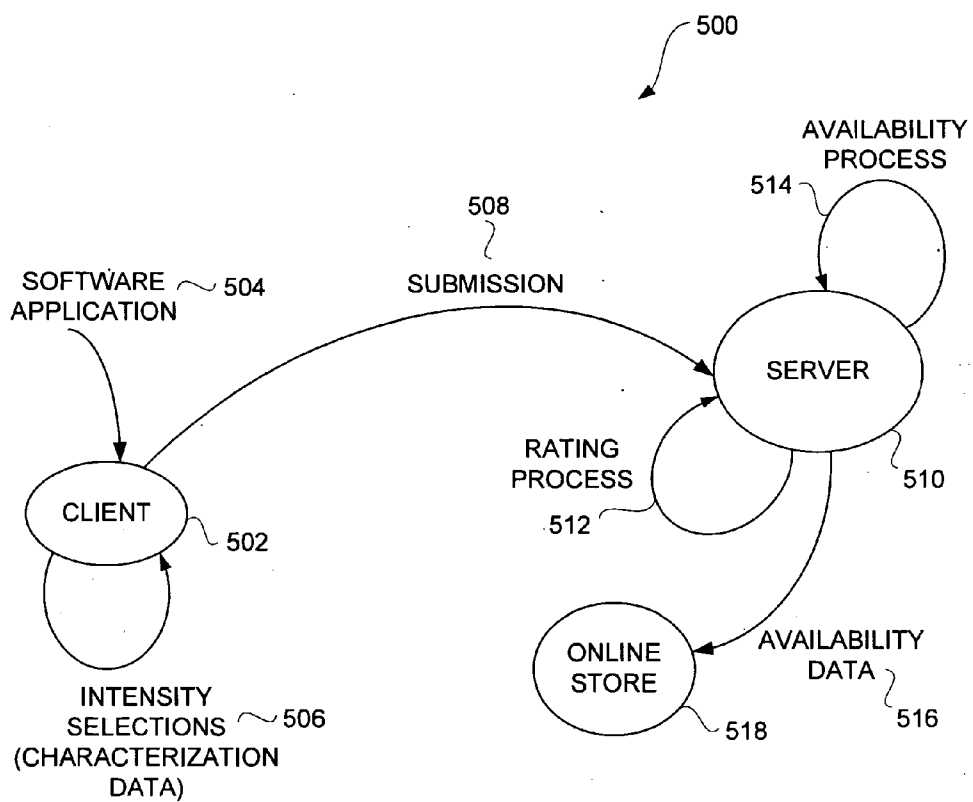 500
AVAILABILITY
PROCESS
514
508
SUBMISSION
SOFTWARE
APPLICATION
504
SERVER
510
RATING
PROCESS
512
CLIENT
502
ONLINE
STORE
518
AVAILABILITY
DATA
516
INTENSITY
SELECTIONS
(CHARACTERIZATION
DATA)
506